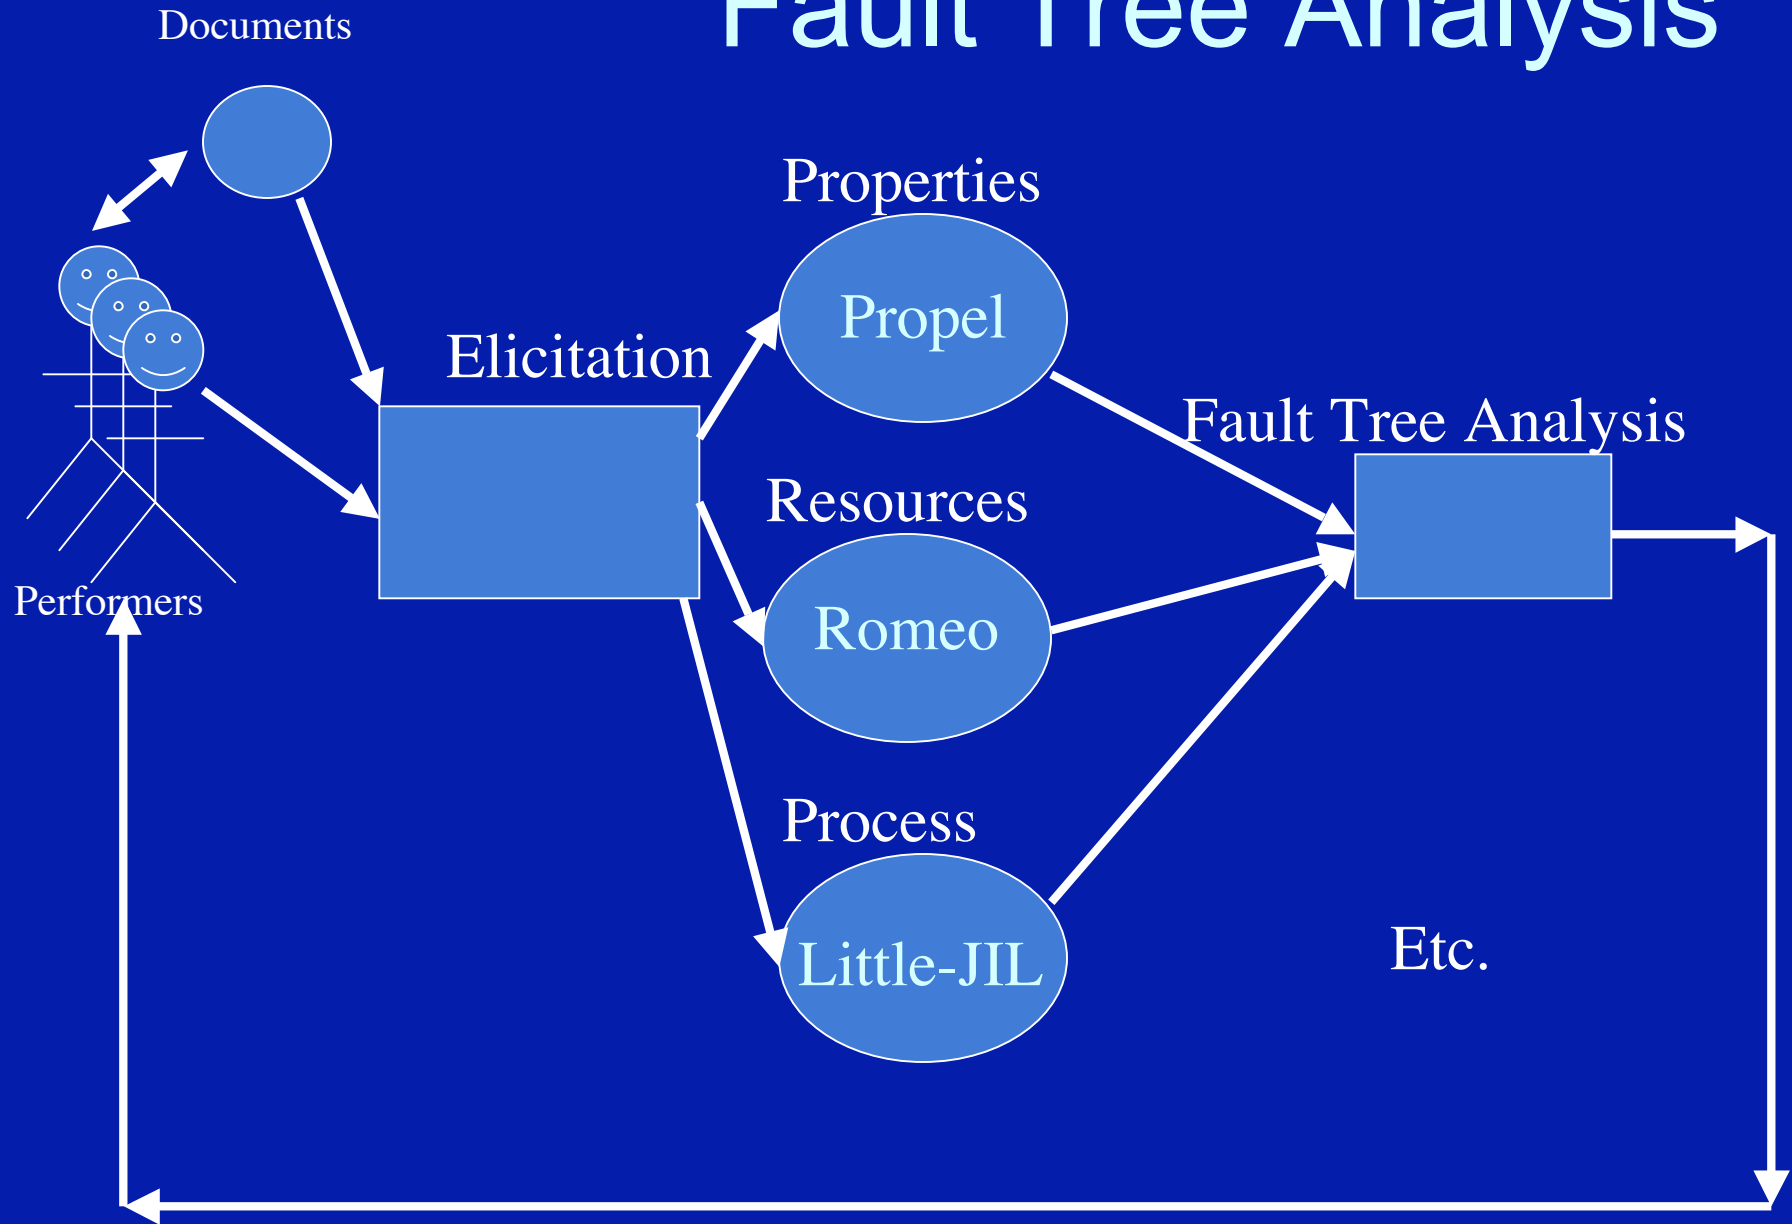 Fault Tree Analysis
Documents
Properties
Propel
Elicitation
Fault Tree Analysis
Resources
Performers
Romeo
Process
Little-JIL
Etc.